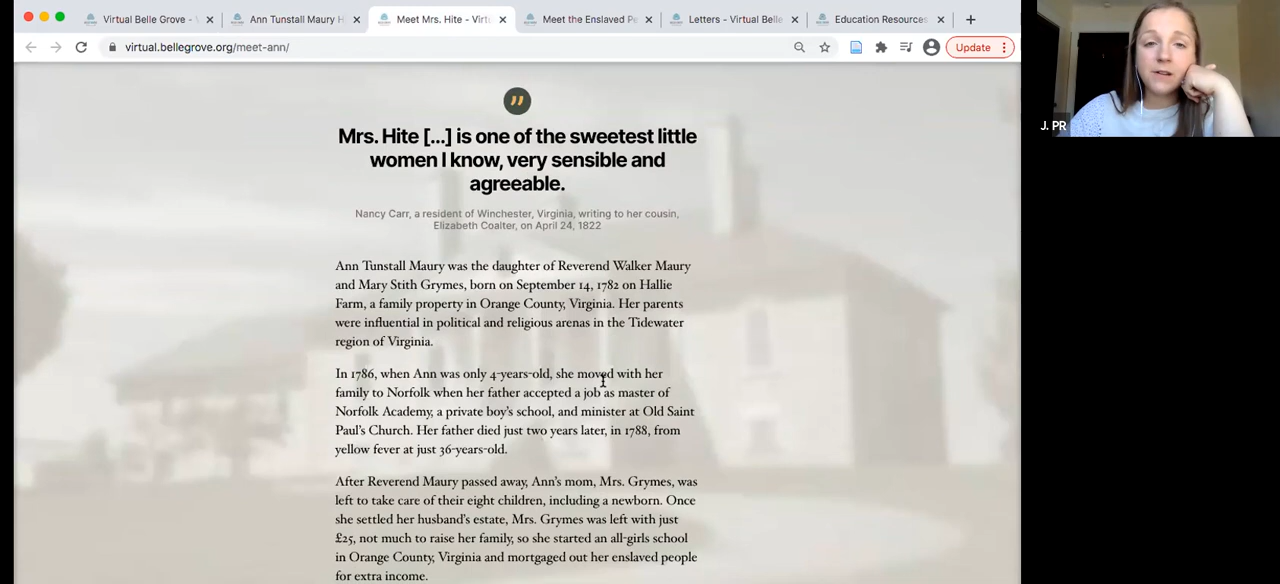 Virtual Belle Grove -
Ann Tunstall Maury H
Meet Mrs. Hite - Virtu
Meet the Enslaved Pe
Letters - Virtual Belle
Education Resources
virtual.bellegrove.org/meet-ann/
Update
J. PR
Mrs. Hite [...] is one of the sweetest little
women I know, very sensible and
agreeable.
Nancy Carr, a resident of Winchester, Virginia, writing to her cousin,
Elizabeth Coalter, on April 24, 1822
Ann Tunstall Maury was the daughter of Reverend Walker Maury
and Mary Stith Grymes, born on September 14, 1782 on Hallie
Farm, a family property in Orange County, Virginia. Her parents
were influential in political and religious arenas in the Tidewater
region of Virginia.
In 1786, when Ann was only 4-years-old, she moved with her
family to Norfolk when her father accepted a job as master of
Norfolk Academy, a private boy's school, and minister at Old Saint
Paul's Church. Her father died just two years later, in 1788, from
yellow fever at just 36-years-old.
After Reverend Maury passed away, Ann's mom, Mrs. Grymes, was
left to take care of their eight children, including a newborn. Once
she settled her husband's estate, Mrs. Grymes was left with just
£25, not much to raise her family, so she started an all-girls school
in Orange County, Virginia and mortgaged out her enslaved people
for extra income.